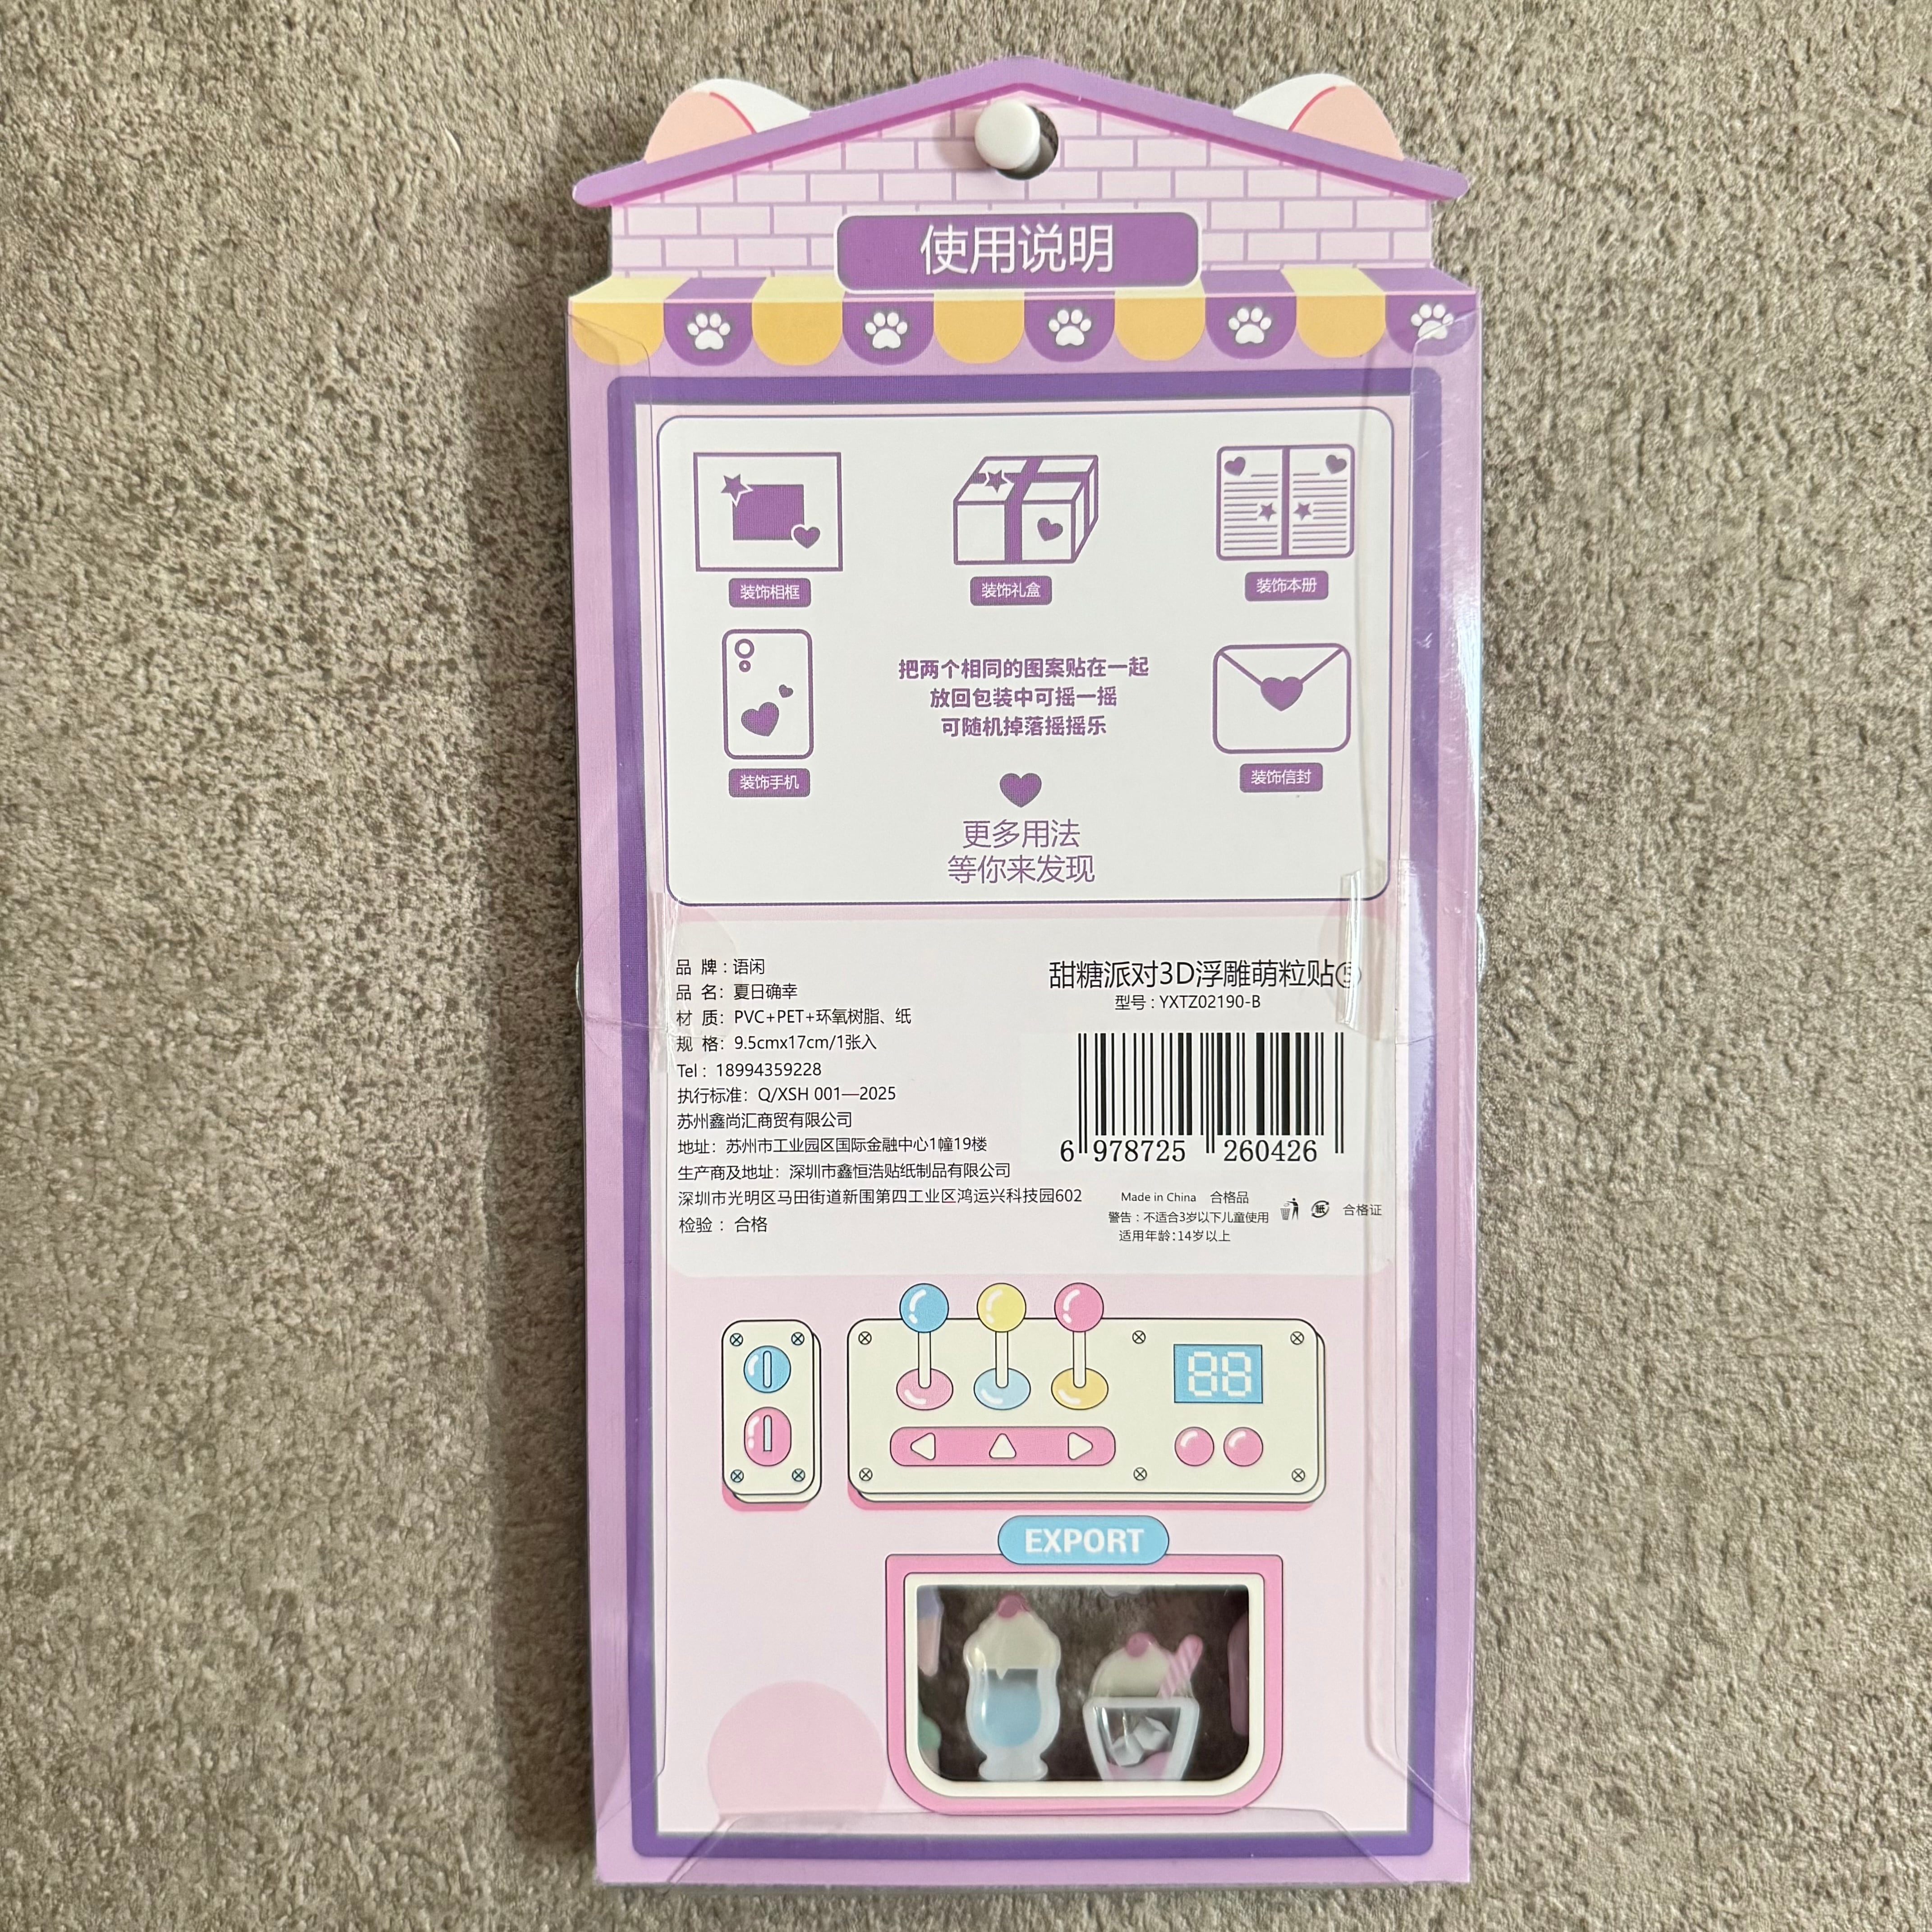 使用说明
装饰相框
装饰礼盒
装饰本册
装饰手机
把两个相同的图案贴在一起
放回包装中可摇一摇
可随机掉落摇摇乐
装饰信封
更多用法
等你来发现
品 牌：语闲
品 名：夏日确幸
材 质：PVC+PET+环氧树脂、纸
规 格：9.5cmx17cm/1张入
Tel：18994359228
执行标准：Q/XSH 001—2025
苏州鑫尚汇商贸有限公司
地址：苏州市工业园区国际金融中心1幢19楼
生产商及地址：深圳市鑫恒浩贴纸制品有限公司
深圳市光明区马田街道新围第四工业区鸿运兴科技园602
检验：合格
甜糖派对3D浮雕萌粒贴⑤
型号：YXTZ02190-B
6 978725 260426
Made in China 合格品
警告：不适合3岁以下儿童使用
适用年龄：14岁以上
紙
合格证
88
EXPORT